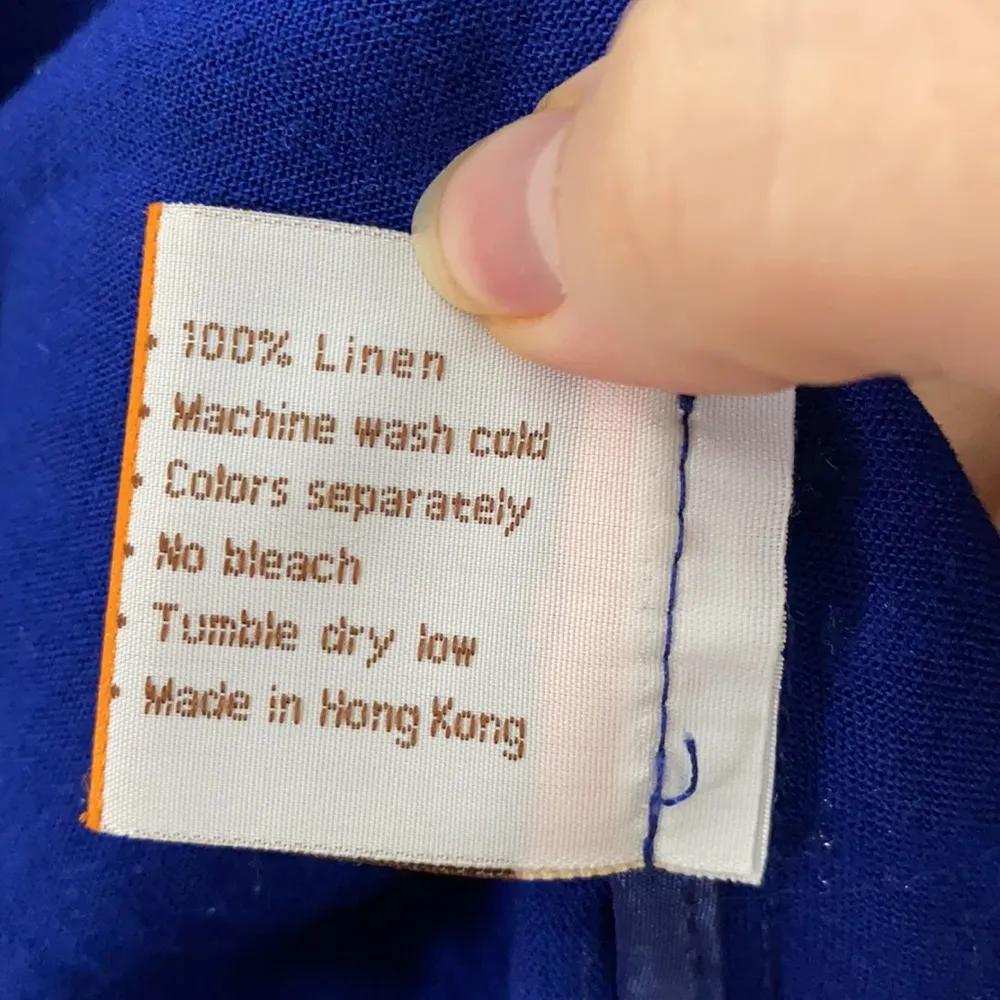 • 100% Linen
• Machine wash cold
• Colors separately
• No bleach
• Tumble dry low
• Made in Hong Kong